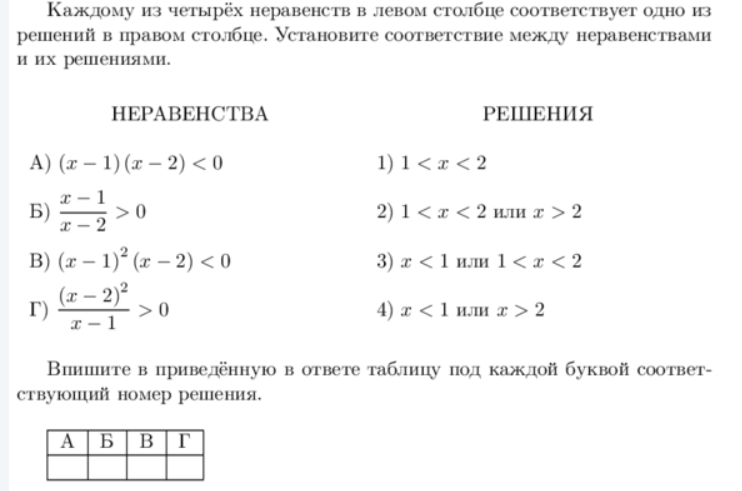 Каждому из четырёх неравенств в левом столбце соответствует одно из
решений в правом столбце. Установите соответствие между неравенствами
и их решениями.
НЕРАВЕНСТВА РЕШЕНИЯ
А) (x − 1)(x − 2) < 0 1) 1 < x < 2
Б) (x − 1)/(x − 2) > 0 2) 1 < x < 2 или x > 2
В) (x − 1)² (x − 2) < 0 3) x < 1 или 1 < x < 2
Г) (x − 2)²/(x − 1) > 0 4) x < 1 или x > 2
Впишите в приведённую в ответе таблицу под каждой буквой соответ-
ствующий номер решения.
А Б В Г